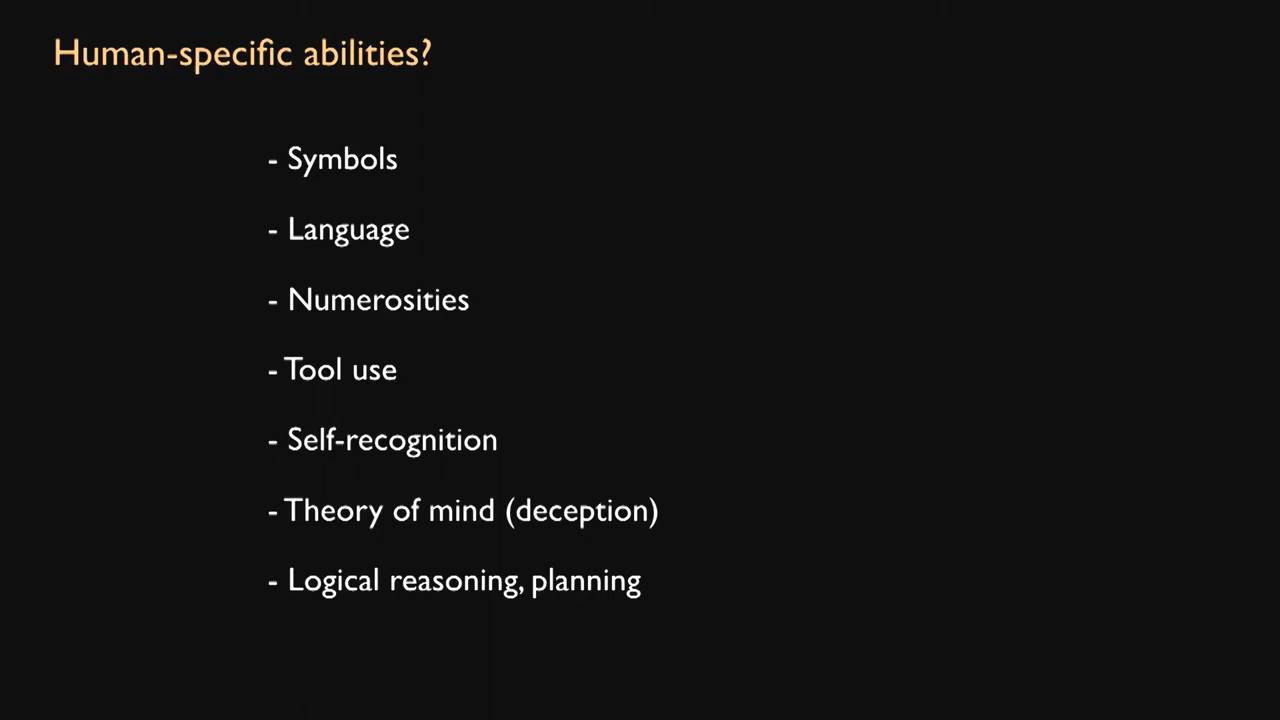 Human-specific abilities?
- Symbols
- Language
- Numerosities
- Tool use
- Self-recognition
- Theory of mind (deception)
- Logical reasoning, planning